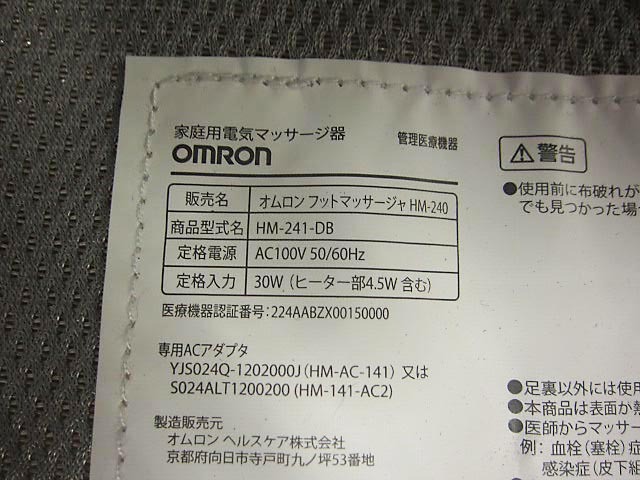 家庭用電気マッサージ器
管理医療機器
OMRON
販売名 オムロン フットマッサージャ HM-240
商品型式名 HM-241-DB
定格電源 AC100V 50/60Hz
定格入力 30W（ヒーター部4.5W含む）
医療機器認証番号:224AABZX00150000
専用ACアダプタ
YJS024Q-1202000J（HM-AC-141）又は
S024ALT1200200 (HM-141-AC2)
製造販売元
オムロン ヘルスケア株式会社
京都府向日市寺戸町九ノ坪53番地
⚠警告
●使用前に布破れが
でも見つかった場
●足裏以外には使
●本商品は表面が
●医師からマッサー
例: 血栓（塞栓）症
感染症（皮下組